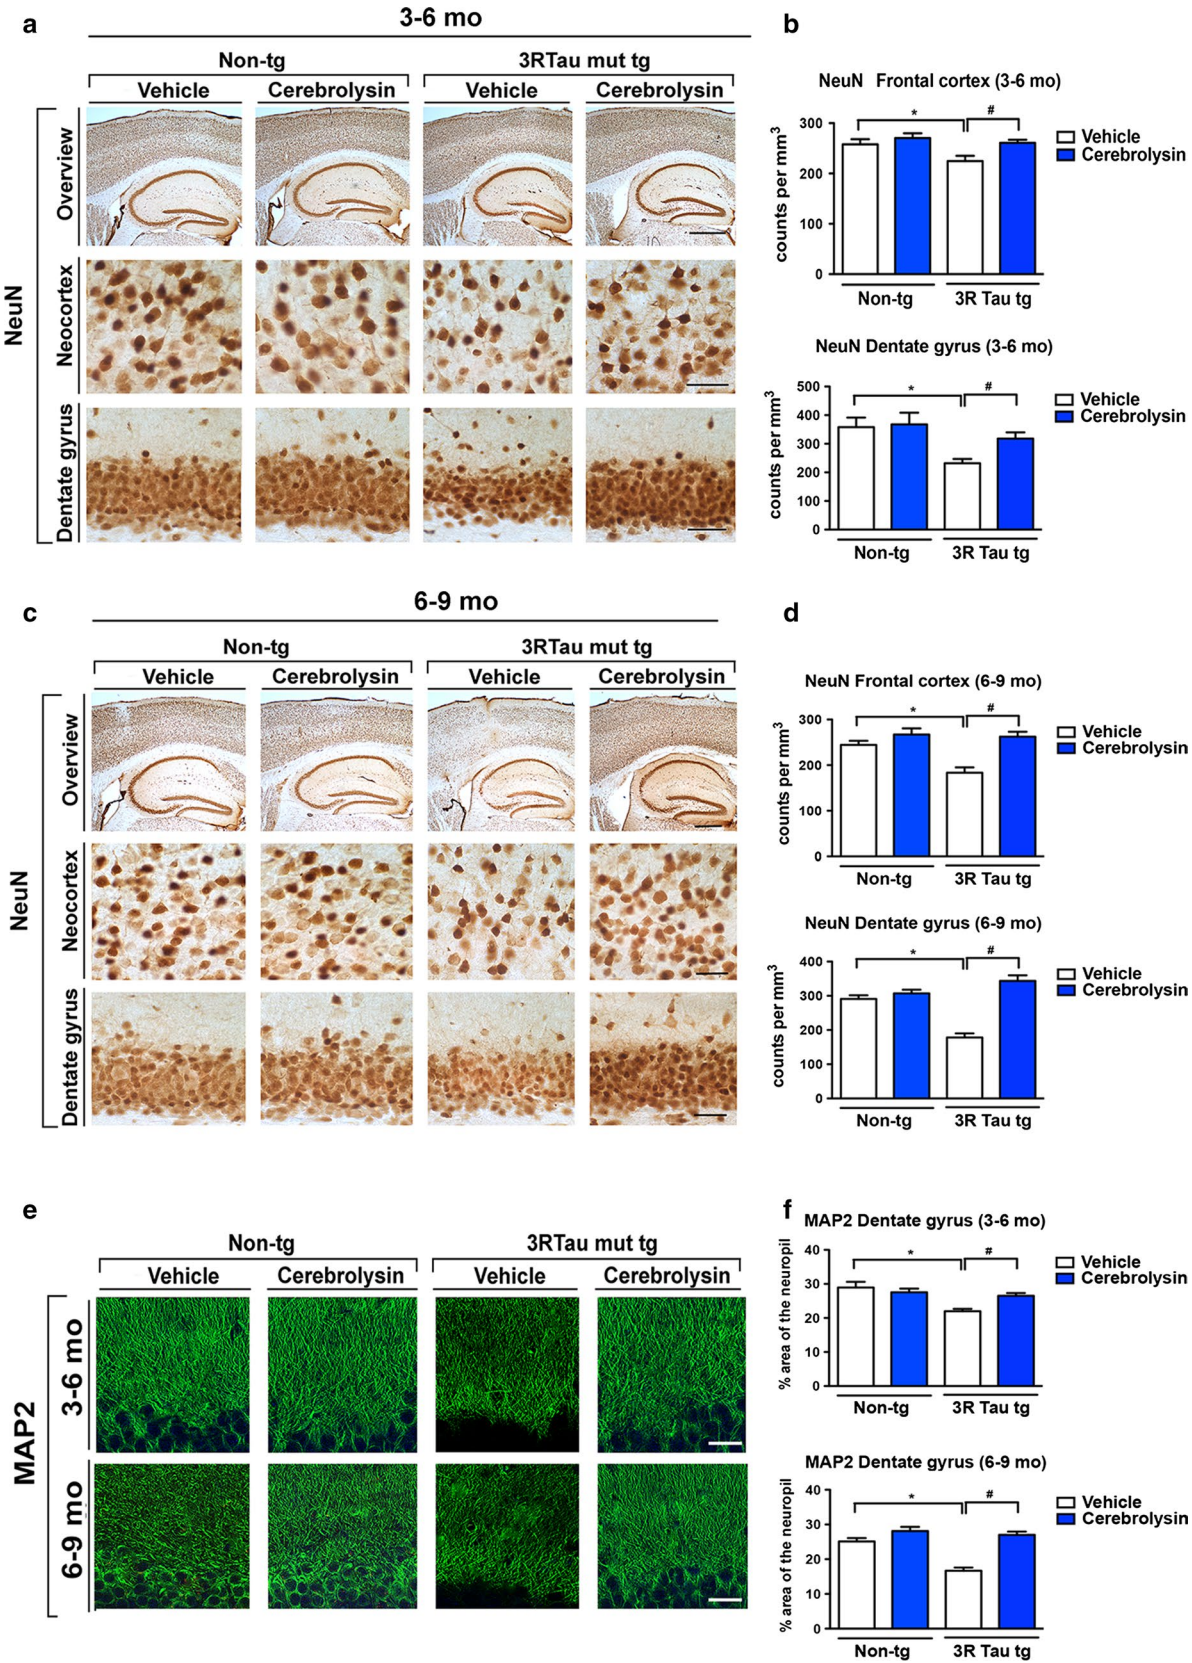 a
3-6 mo
Non-tg
3RTau mut tg
Vehicle
Cerebrolysin
Vehicle
Cerebrolysin
NeuN
Overview
Neocortex
Dentate gyrus
b
NeuN Frontal cortex (3-6 mo)
* #
counts per mm3
300
200
100
0
Non-tg
3R Tau tg
Vehicle
Cerebrolysin
NeuN Dentate gyrus (3-6 mo)
* #
counts per mm3
500
400
300
200
100
0
Non-tg
3R Tau tg
Vehicle
Cerebrolysin
c
6-9 mo
Non-tg
3RTau mut tg
Vehicle
Cerebrolysin
Vehicle
Cerebrolysin
NeuN
Overview
Neocortex
Dentate gyrus
d
NeuN Frontal cortex (6-9 mo)
* #
counts per mm3
300
200
100
0
Non-tg
3R Tau tg
Vehicle
Cerebrolysin
NeuN Dentate gyrus (6-9 mo)
* #
counts per mm3
400
300
200
100
0
Non-tg
3R Tau tg
Vehicle
Cerebrolysin
e
Non-tg
3RTau mut tg
Vehicle
Cerebrolysin
Vehicle
Cerebrolysin
MAP2
3-6 mo
6-9 mo
f
MAP2 Dentate gyrus (3-6 mo)
* #
% area of the neuropil
40
30
20
10
0
Non-tg
3R Tau tg
Vehicle
Cerebrolysin
MAP2 Dentate gyrus (6-9 mo)
* #
% area of the neuropil
40
30
20
10
0
Non-tg
3R Tau tg
Vehicle
Cerebrolysin